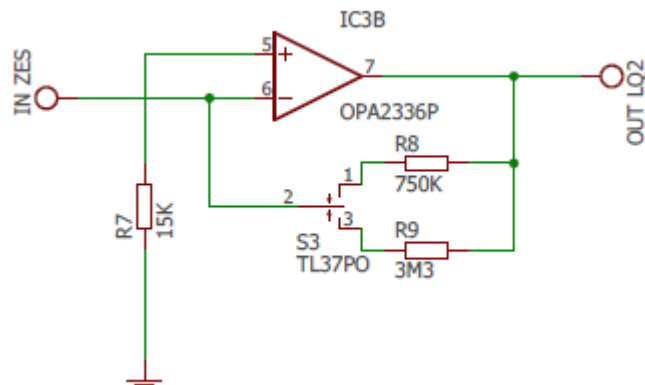 IC3B
5
+
7
IN ZES
6
−
OPA2336P
OUT LQ2
R8
1
750K
2
R7
15K
3
S3
TL37PO
R9
3M3